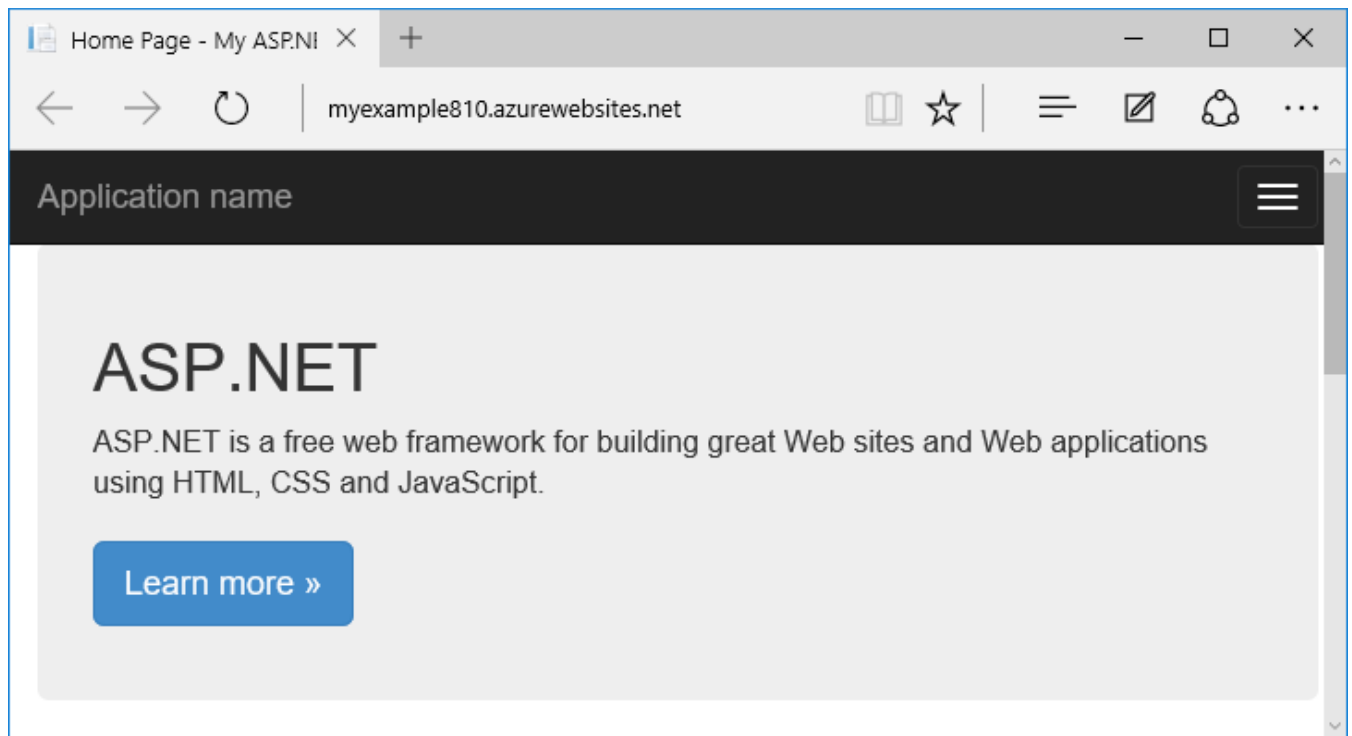 Home Page - My ASP.NE
myexample810.azurewebsites.net
Application name
ASP.NET
ASP.NET is a free web framework for building great Web sites and Web applications
using HTML, CSS and JavaScript.
Learn more »